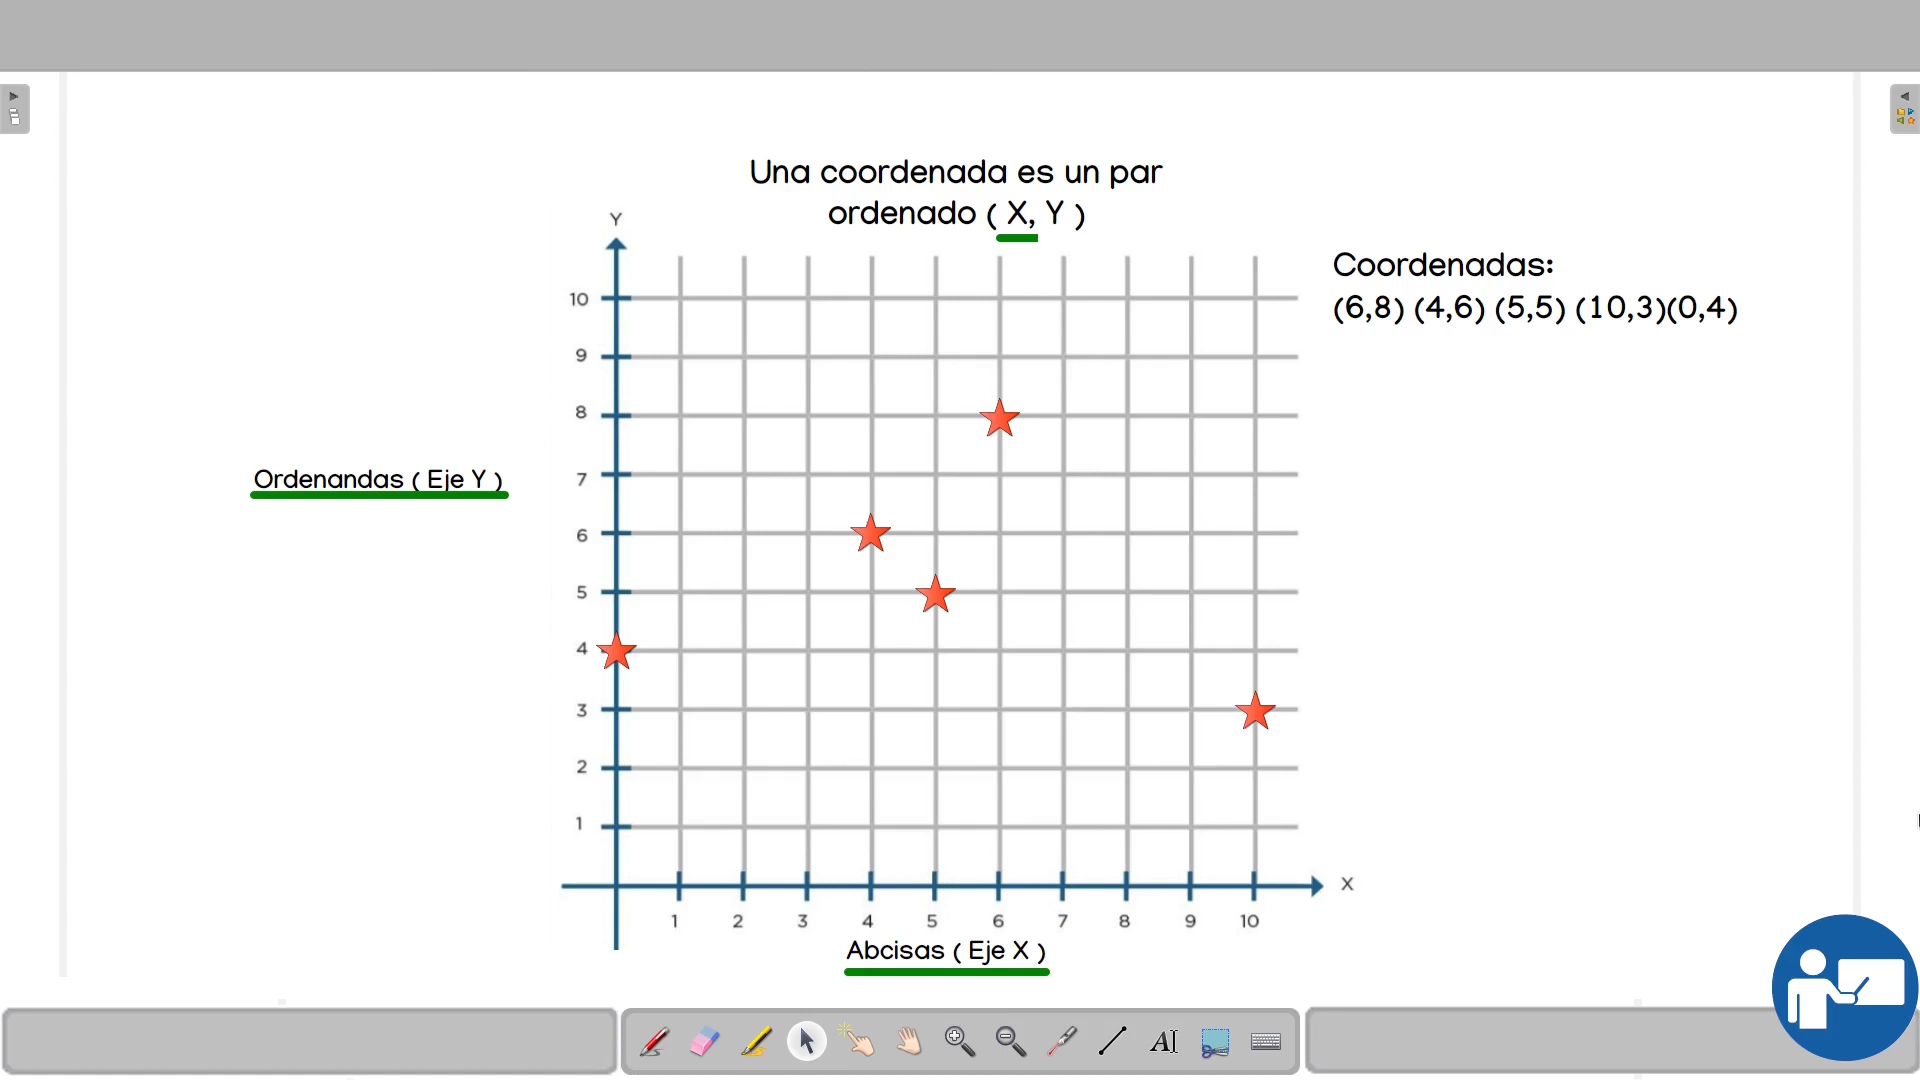 Una coordenada es un par
ordenado ( X, Y )
Y
Coordenadas:
(6,8) (4,6) (5,5) (10,3)(0,4)
10
9
8
7
6
5
4
3
2
1
Ordenandas ( Eje Y )
X
1 2 3 4 5 6 7 8 9 10
Abcisas ( Eje X )
AI